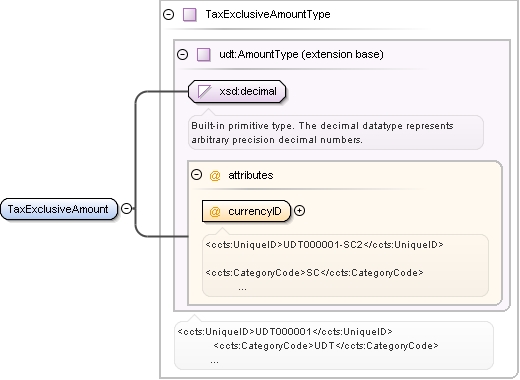 TaxExclusiveAmountType
udt:AmountType (extension base)
xsd:decimal
Built-in primitive type. The decimal datatype represents
arbitrary precision decimal numbers.
@ attributes
@ currencyID
<ccts:UniqueID>UDT000001-SC2</ccts:UniqueID>
<ccts:CategoryCode>SC</ccts:CategoryCode>
...
TaxExclusiveAmount
<ccts:UniqueID>UDT000001</ccts:UniqueID>
<ccts:CategoryCode>UDT</ccts:CategoryCode>
...